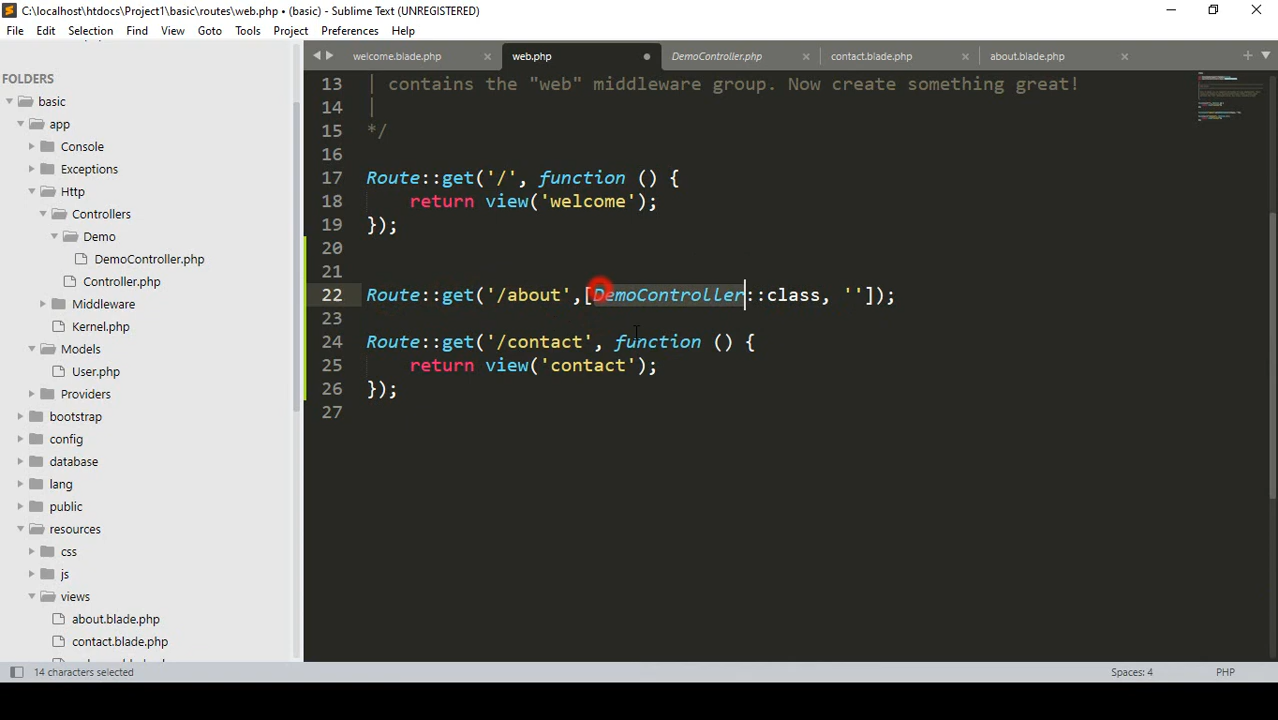 C:\localhost\htdocs\Project1\basic\routes\web.php • (basic) - Sublime Text (UNREGISTERED)
File Edit Selection Find View Goto Tools Project Preferences Help
welcome.blade.php web.php DemoController.php contact.blade.php about.blade.php
FOLDERS
basic
app
Console
Exceptions
Http
Controllers
Demo
DemoController.php
Controller.php
Middleware
Kernel.php
Models
User.php
Providers
bootstrap
config
database
lang
public
resources
css
js
views
about.blade.php
contact.blade.php
13 | contains the "web" middleware group. Now create something great!
14 |
15 */
16
17 Route::get('/', function () {
18 return view('welcome');
19 });
20
21
22 Route::get('/about',[DemoController::class, '']);
23
24 Route::get('/contact', function () {
25 return view('contact');
26 });
27
14 characters selected Spaces: 4 PHP